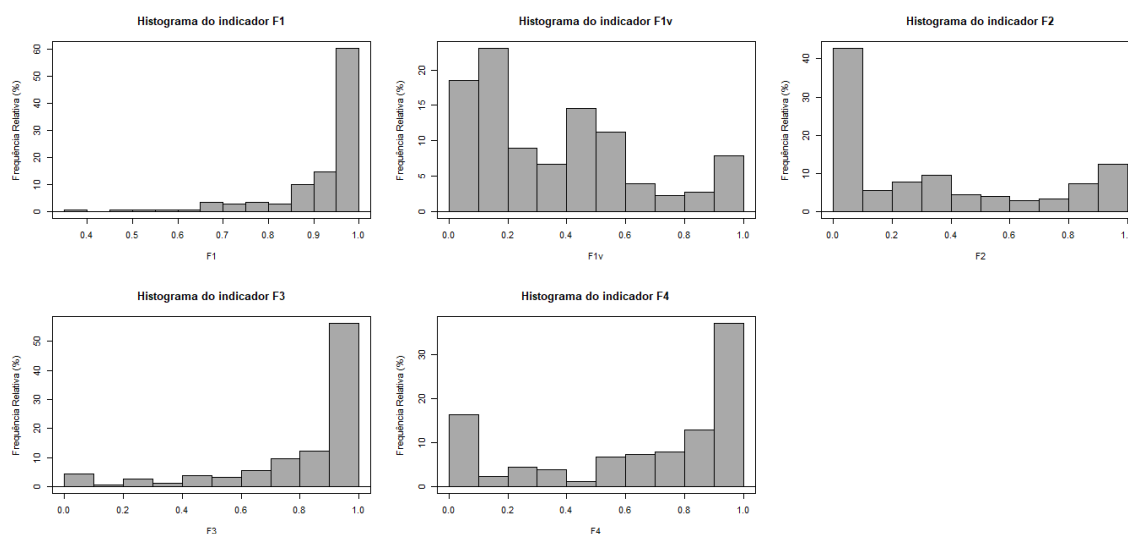 Histograma do indicador F1
Frequência Relativa (%)
0 10 20 30 40 50 60
0.4 0.5 0.6 0.7 0.8 0.9 1.0
F1
Histograma do indicador F1v
Frequência Relativa (%)
0 5 10 15 20
0.0 0.2 0.4 0.6 0.8 1.0
F1v
Histograma do indicador F2
Frequência Relativa (%)
0 10 20 30 40
0.0 0.2 0.4 0.6 0.8 1.0
F2
Histograma do indicador F3
Frequência Relativa (%)
0 10 20 30 40 50
0.0 0.2 0.4 0.6 0.8 1.0
F3
Histograma do indicador F4
Frequência Relativa (%)
0 10 20 30
0.0 0.2 0.4 0.6 0.8 1.0
F4